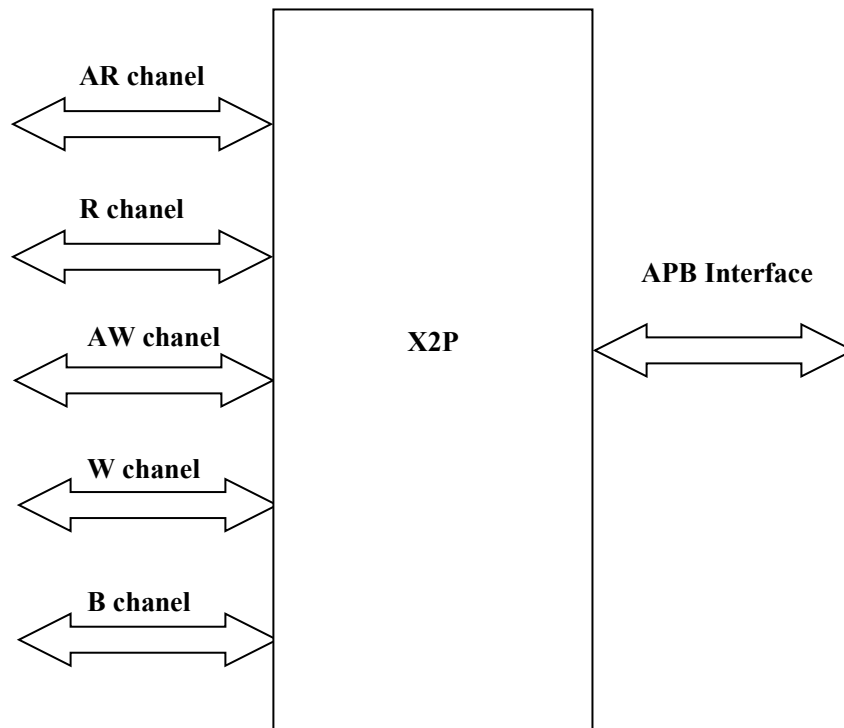 AR chanel
R chanel
AW chanel
W chanel
B chanel
X2P
APB Interface